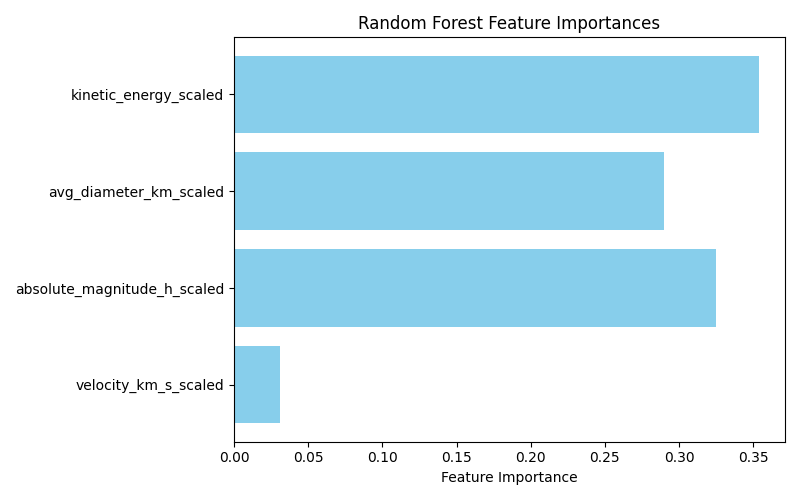 Random Forest Feature Importances
kinetic_energy_scaled
avg_diameter_km_scaled
absolute_magnitude_h_scaled
velocity_km_s_scaled
0.00 0.05 0.10 0.15 0.20 0.25 0.30 0.35
Feature Importance